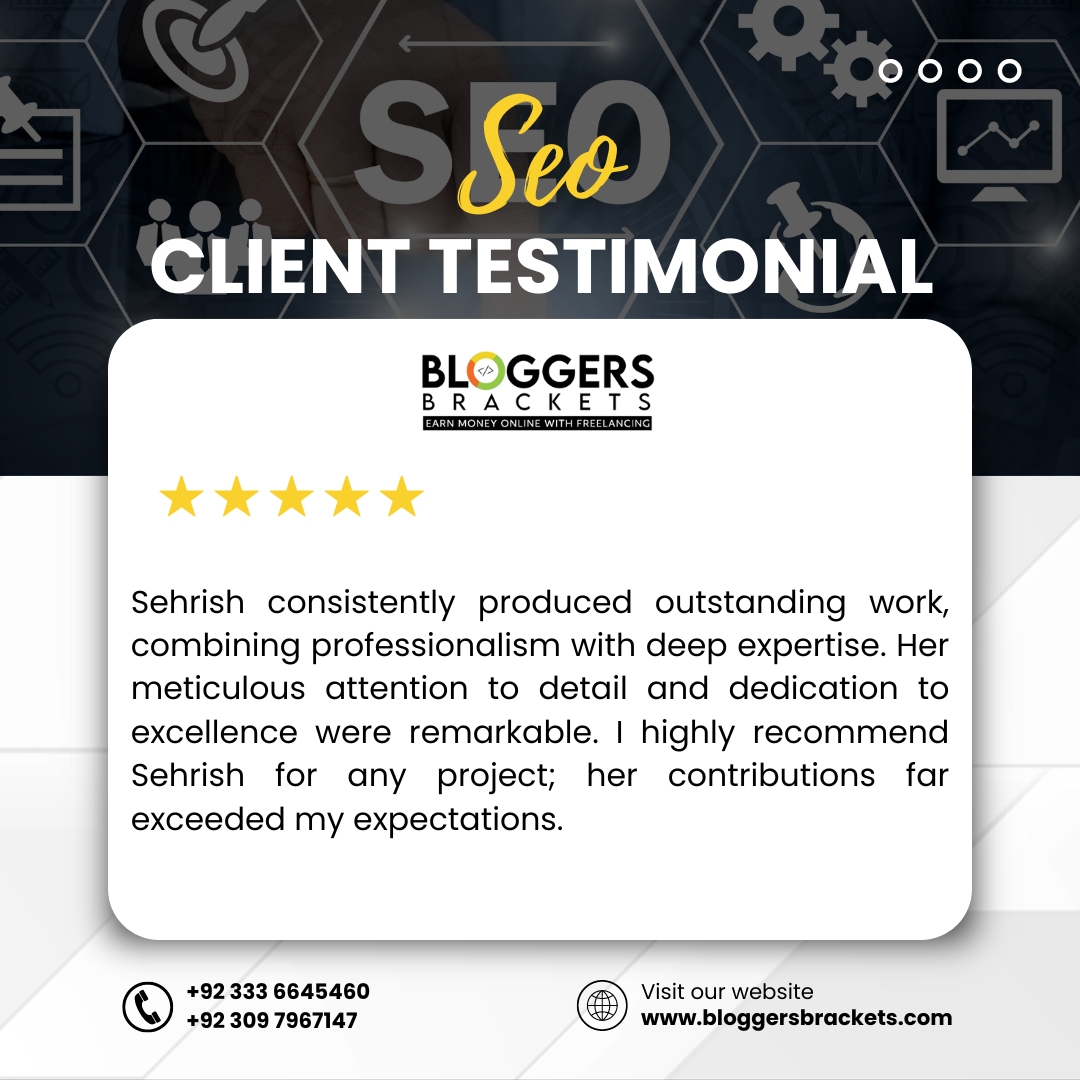 SEO
Seo
CLIENT TESTIMONIAL
BLOGGERS
BRACKETS
EARN MONEY ONLINE WITH FREELANCING
Sehrish consistently produced outstanding work,
combining professionalism with deep expertise. Her
meticulous attention to detail and dedication to
excellence were remarkable. I highly recommend
Sehrish for any project; her contributions far
exceeded my expectations.
+92 333 6645460
+92 309 7967147
Visit our website
www.bloggersbrackets.com